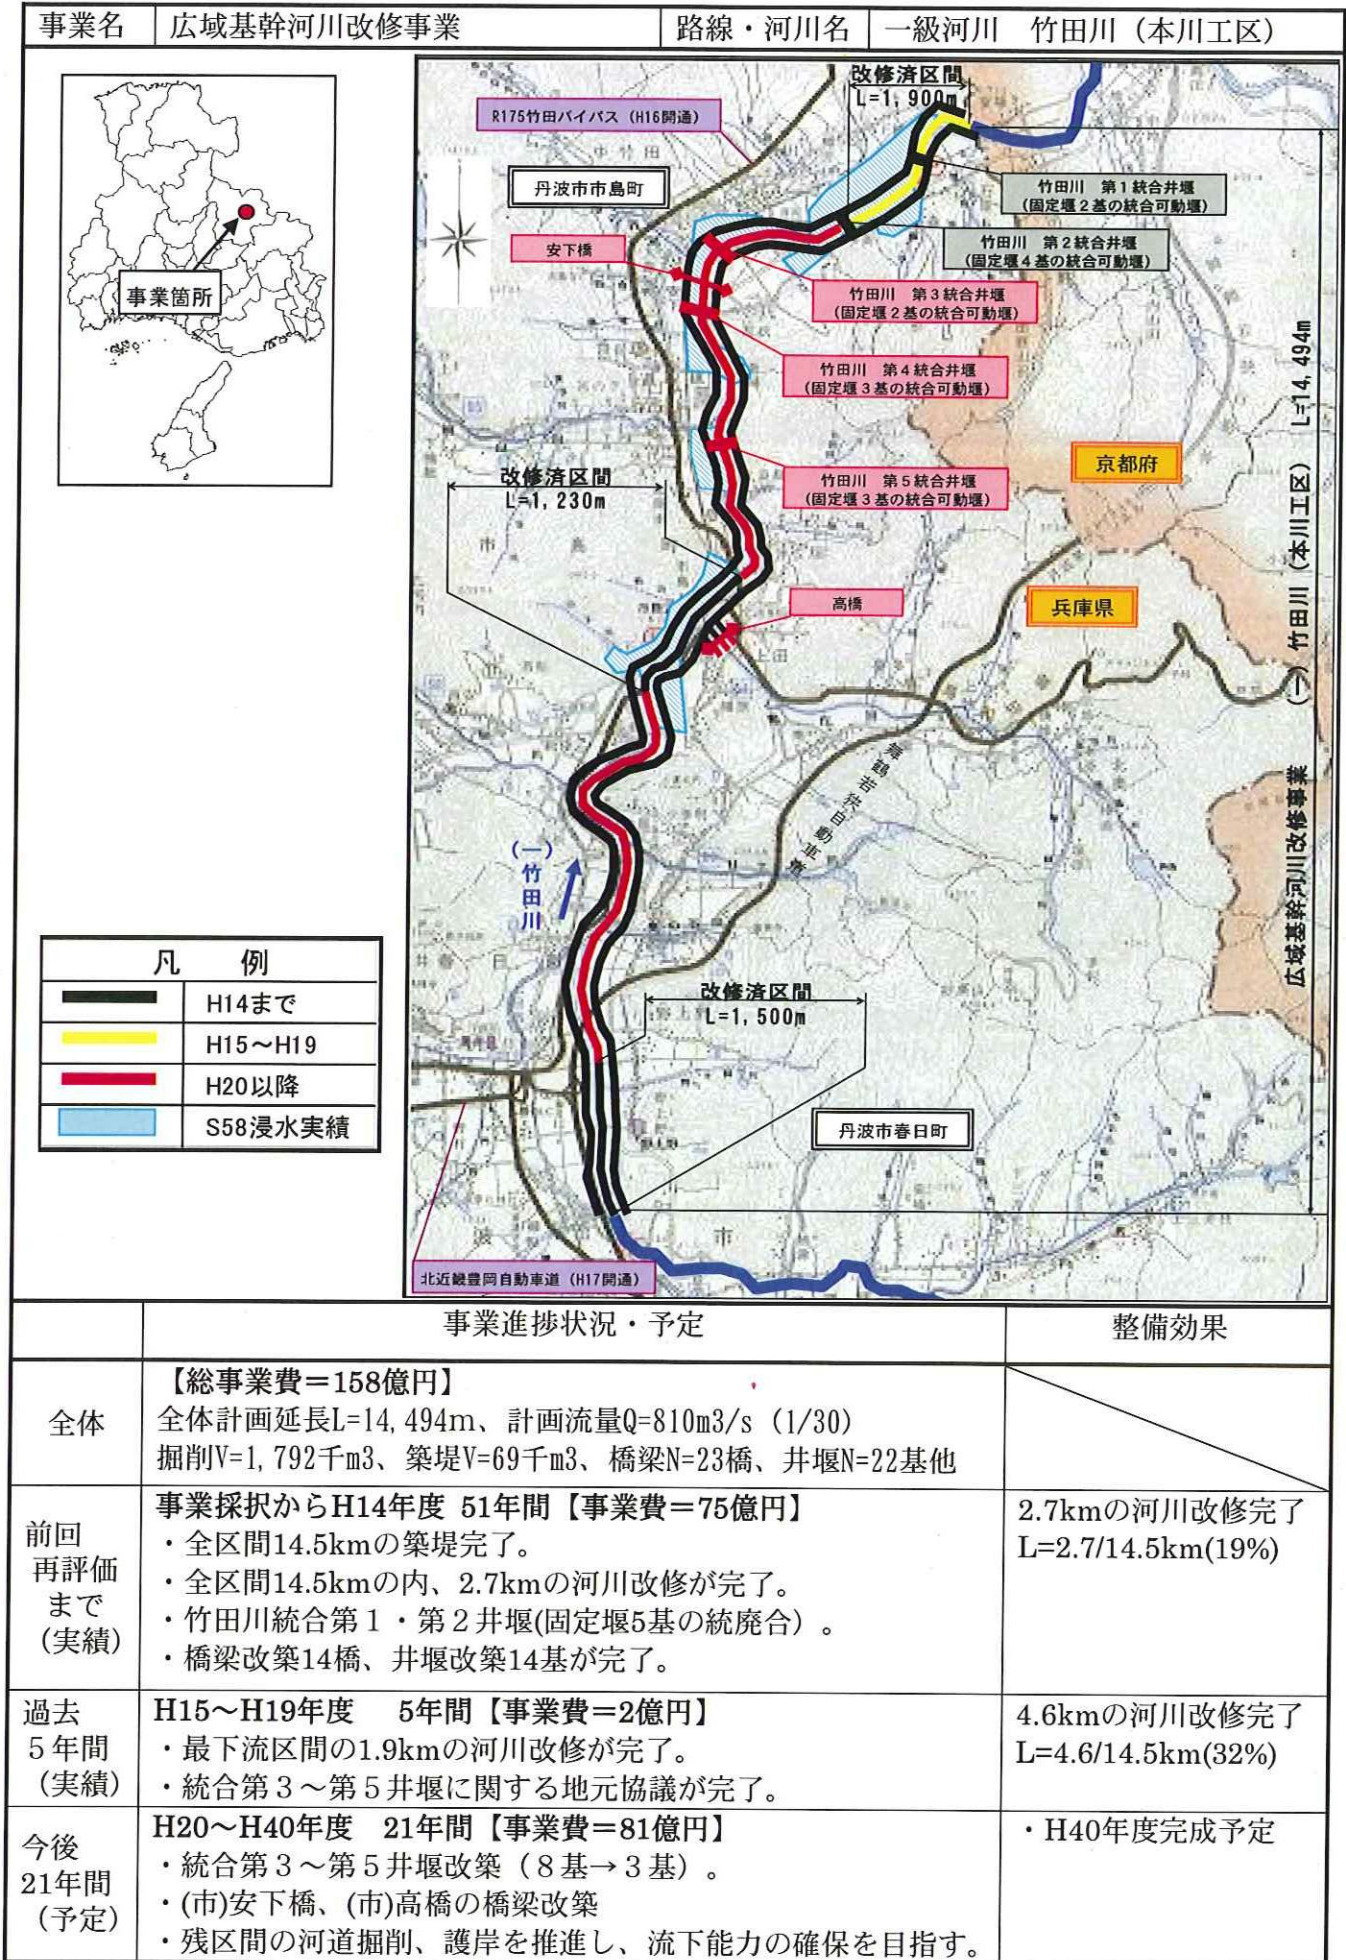 事業名 広域基幹河川改修事業 路線・河川名 一級河川 竹田川（本川工区）
事業箇所
改修済区間
L=1,900m
R175竹田バイパス（H16開通）
丹波市市島町
竹田川 第1統合井堰
（固定堰2基の統合可動堰）
竹田川 第2統合井堰
（固定堰4基の統合可動堰）
安下橋
竹田川 第3統合井堰
（固定堰2基の統合可動堰）
竹田川 第4統合井堰
（固定堰3基の統合可動堰）
京都府
改修済区間
L=1,230m
竹田川 第5統合井堰
（固定堰3基の統合可動堰）
高橋
兵庫県
舞鶴若狭自動車道
(一)竹田川
広域基幹河川改修事業 (一)竹田川(本川工区) L=14,494m
改修済区間
L=1,500m
丹波市春日町
北近畿豊岡自動車道（H17開通）
凡 例
H14まで
H15～H19
H20以降
S58浸水実績
事業進捗状況・予定 整備効果
全体
【総事業費＝158億円】
全体計画延長L=14,494m、計画流量Q=810m3/s（1/30）
掘削V=1,792千m3、築堤V=69千m3、橋梁N=23橋、井堰N=22基他
前回
再評価
まで
（実績）
事業採択からH14年度 51年間【事業費＝75億円】
・全区間14.5kmの築堤完了。
・全区間14.5kmの内、2.7kmの河川改修が完了。
・竹田川統合第１・第２井堰(固定堰5基の統廃合）。
・橋梁改築14橋、井堰改築14基が完了。
2.7kmの河川改修完了
L=2.7/14.5km(19%)
過去
５年間
（実績）
H15～H19年度 5年間【事業費＝2億円】
・最下流区間の1.9kmの河川改修が完了。
・統合第３～第５井堰に関する地元協議が完了。
4.6kmの河川改修完了
L=4.6/14.5km(32%)
今後
21年間
（予定）
H20～H40年度 21年間【事業費＝81億円】
・統合第３～第５井堰改築（８基→３基）。
・(市)安下橋、(市)高橋の橋梁改築
・残区間の河道掘削、護岸を推進し、流下能力の確保を目指す。
・H40年度完成予定